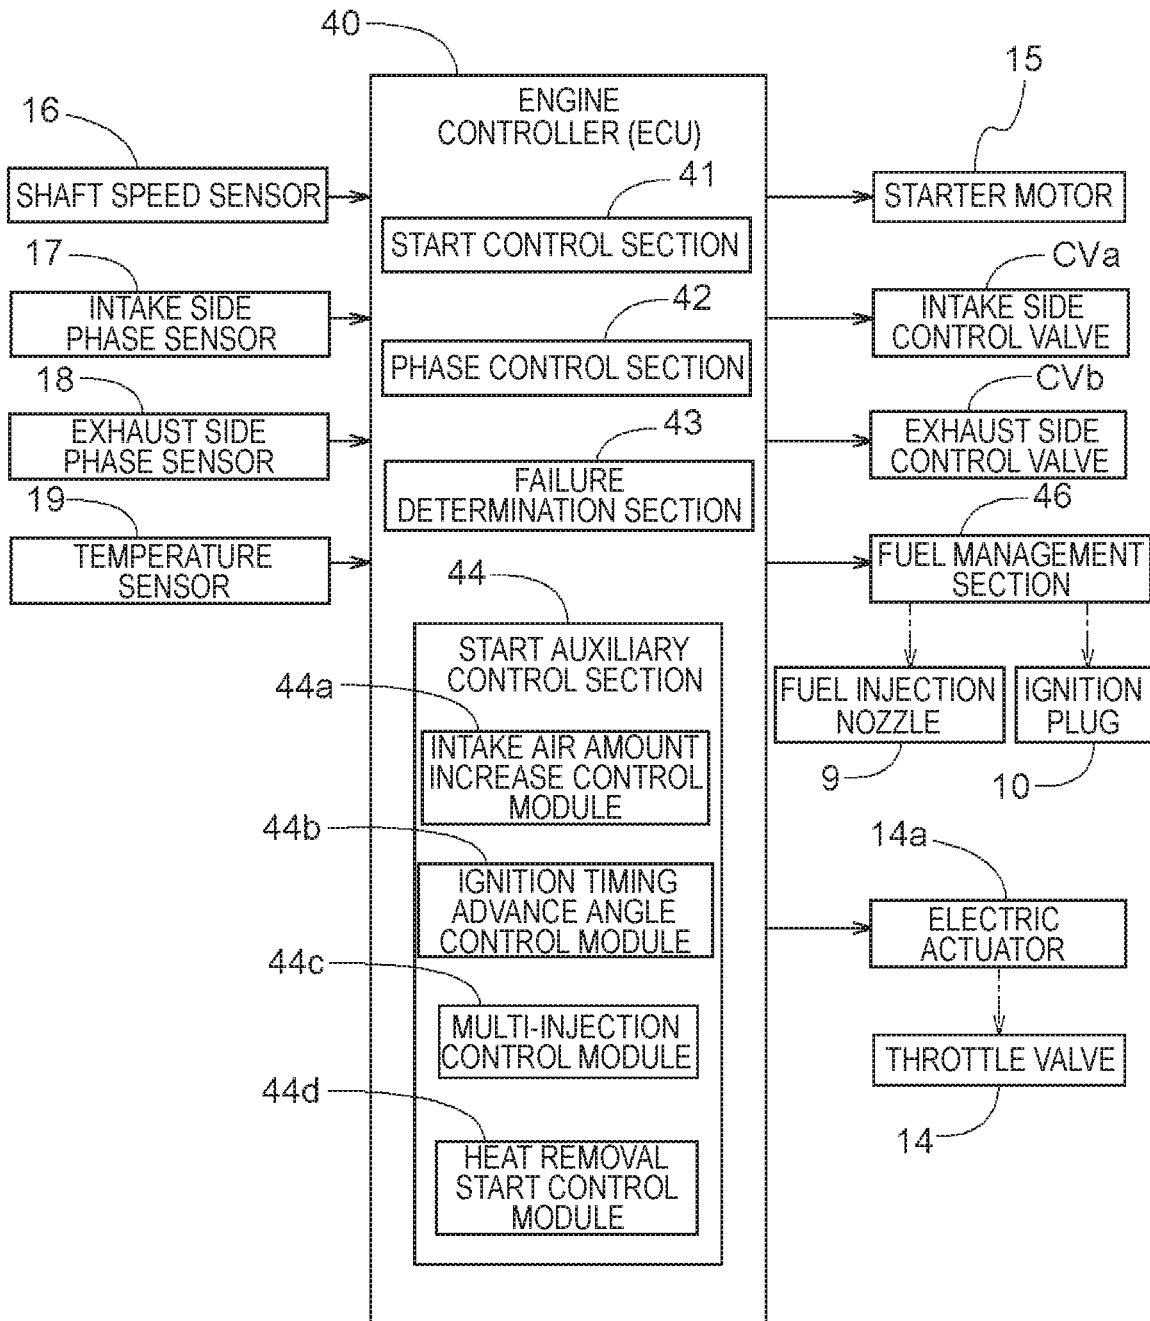 40
ENGINE
CONTROLLER (ECU)
16
SHAFT SPEED SENSOR
17
INTAKE SIDE
PHASE SENSOR
18
EXHAUST SIDE
PHASE SENSOR
19
TEMPERATURE
SENSOR
41
START CONTROL SECTION
42
PHASE CONTROL SECTION
43
FAILURE
DETERMINATION SECTION
44
START AUXILIARY
CONTROL SECTION
44a
INTAKE AIR AMOUNT
INCREASE CONTROL
MODULE
44b
IGNITION TIMING
ADVANCE ANGLE
CONTROL MODULE
44c
MULTI-INJECTION
CONTROL MODULE
44d
HEAT REMOVAL
START CONTROL
MODULE
15
STARTER MOTOR
CVa
INTAKE SIDE
CONTROL VALVE
CVb
EXHAUST SIDE
CONTROL VALVE
46
FUEL MANAGEMENT
SECTION
FUEL INJECTION
NOZZLE
9
IGNITION
PLUG
10
14a
ELECTRIC
ACTUATOR
THROTTLE VALVE
14